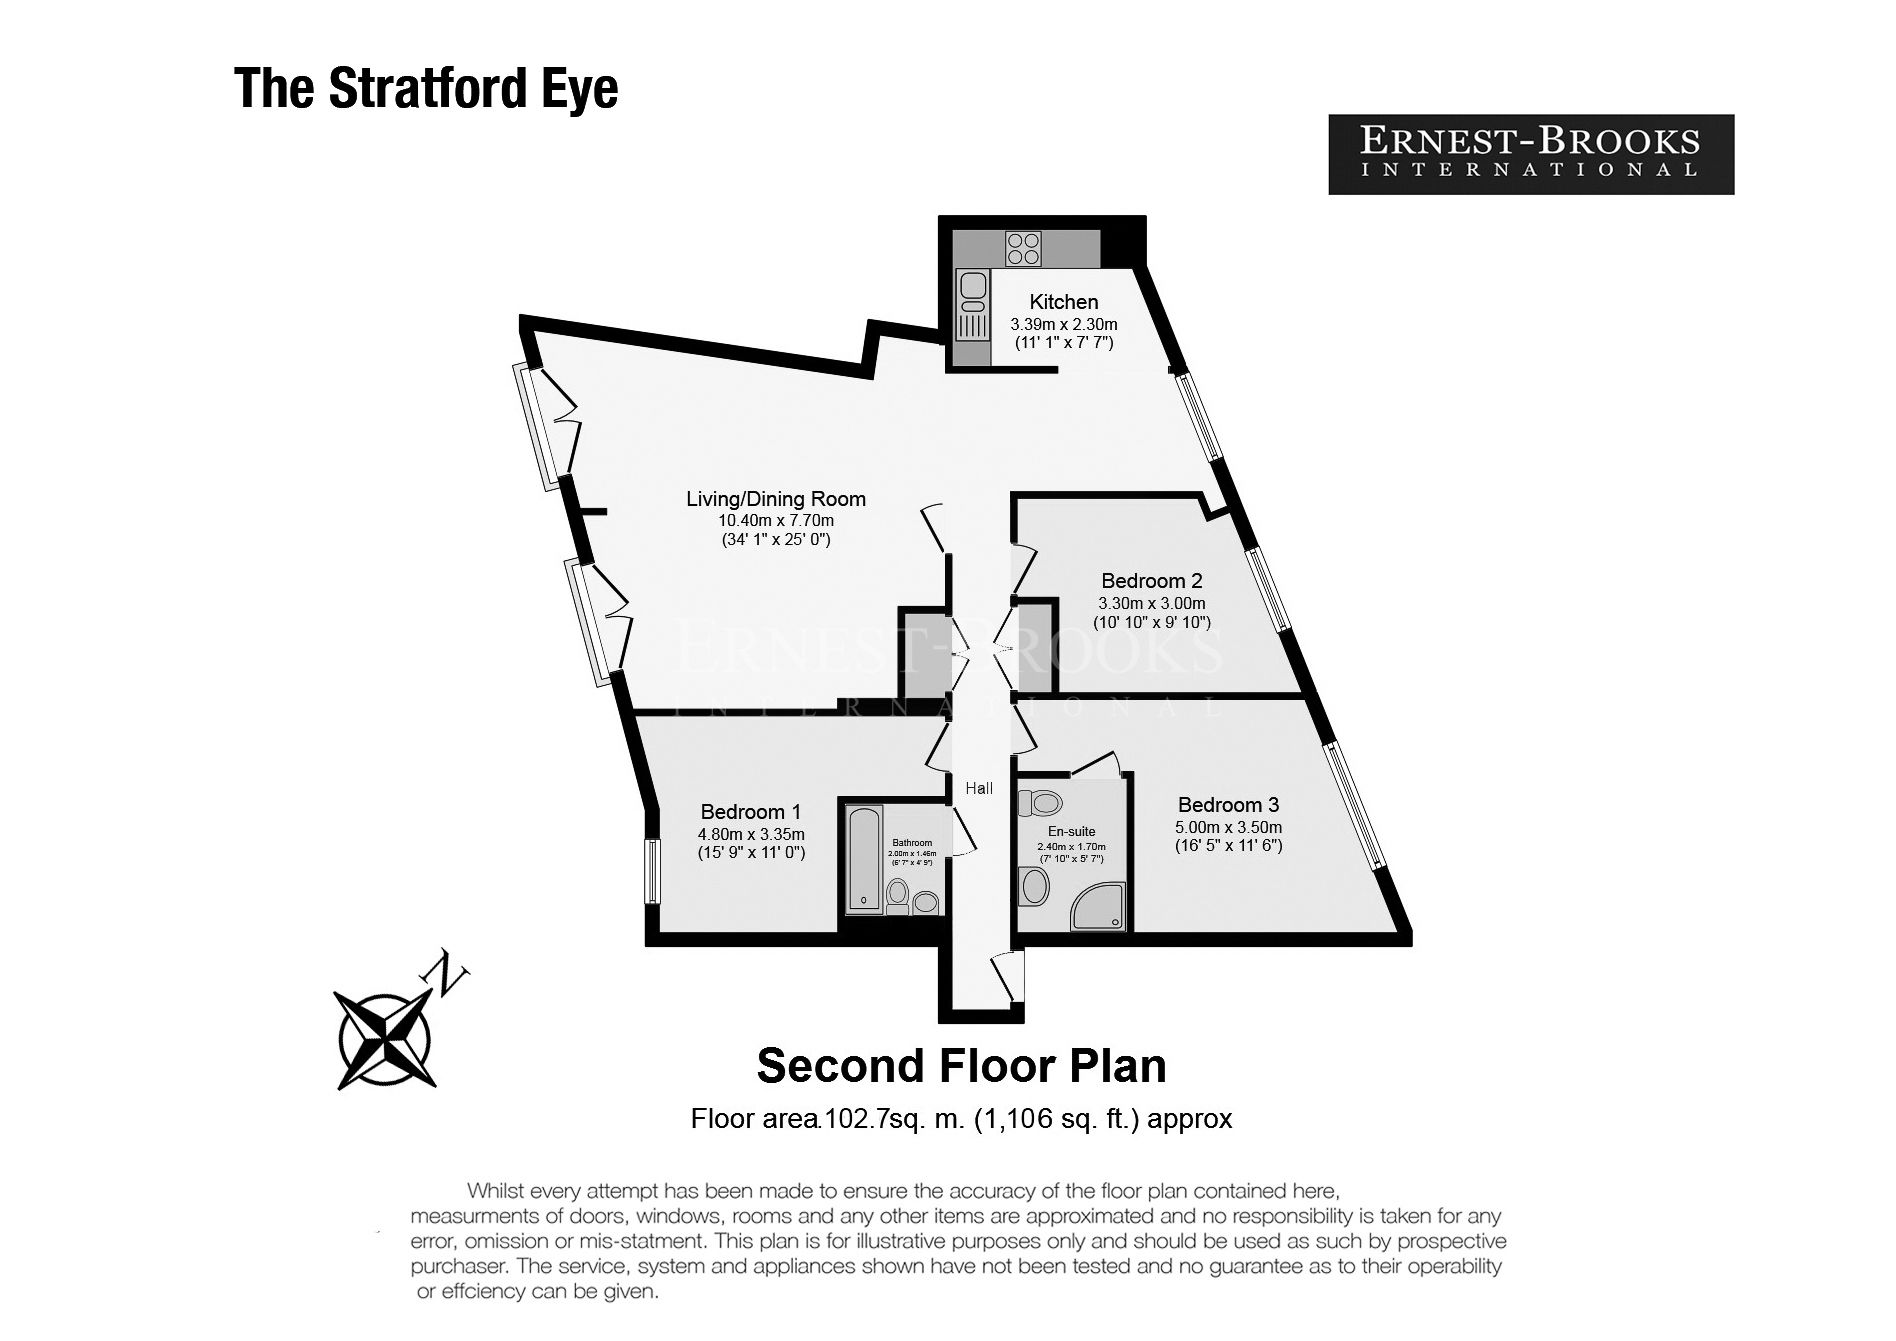 The Stratford Eye
ERNEST-BROOKS
INTERNATIONAL
Kitchen
3.39m x 2.30m
(11' 1" x 7' 7")
Living/Dining Room
10.40m x 7.70m
(34' 1" x 25' 0")
Bedroom 2
3.30m x 3.00m
(10' 10" x 9' 10")
ERNEST-BROOKS
INTERNATIONAL
Hall
Bedroom 1
4.80m x 3.35m
(15' 9" x 11' 0")
Bathroom
2.00m x 1.46m
(6' 7" x 4' 9")
En-suite
2.40m x 1.70m
(7' 10" x 5' 7")
Bedroom 3
5.00m x 3.50m
(16' 5" x 11' 6")
N
Second Floor Plan
Floor area.102.7sq. m. (1,106 sq. ft.) approx
Whilst every attempt has been made to ensure the accuracy of the floor plan contained here,
measurments of doors, windows, rooms and any other items are approximated and no responsibility is taken for any
error, omission or mis-statment. This plan is for illustrative purposes only and should be used as such by prospective
purchaser. The service, system and appliances shown have not been tested and no guarantee as to their operability
or effciency can be given.